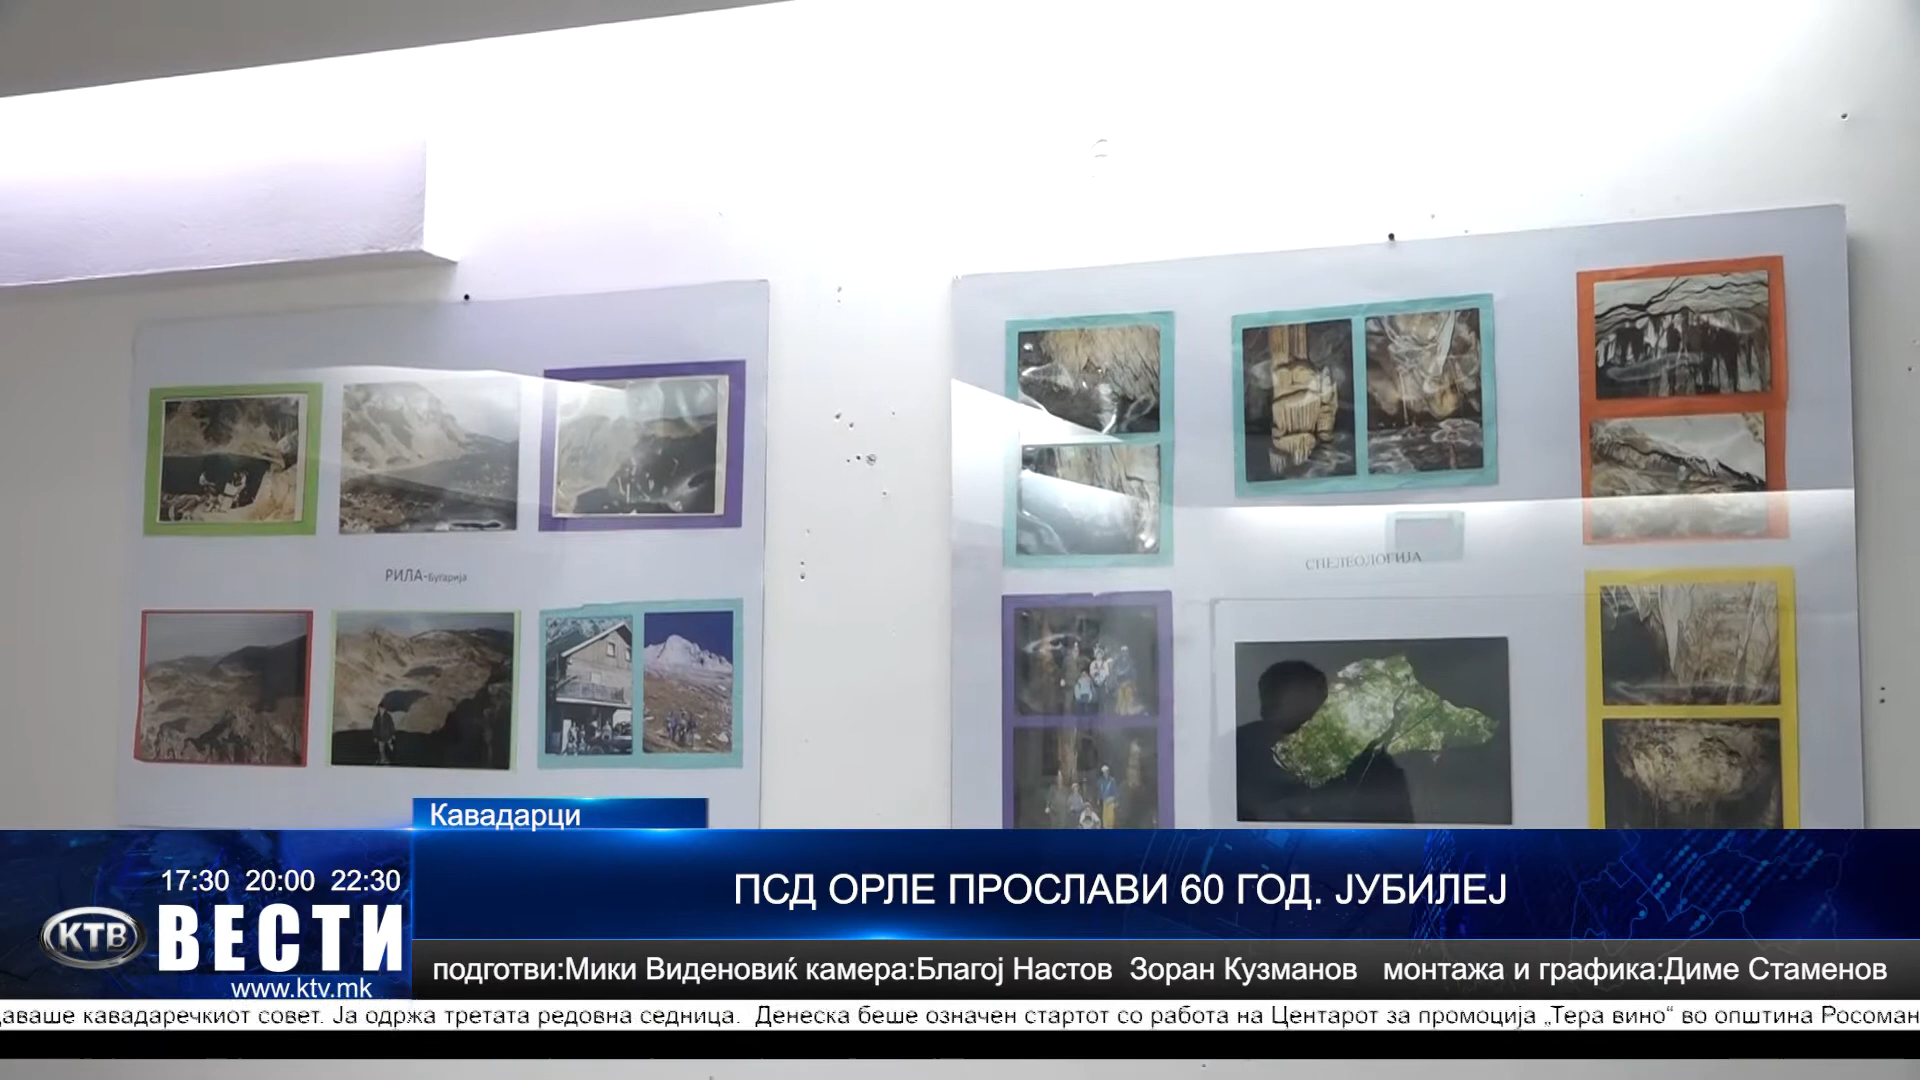 РИЛА-Бугарија
СПЕЛЕОЛОГИЈА
Кавадарци
17:30 20:00 22:30
КТВ ВЕСТИ
www.ktv.mk
ПСД ОРЛЕ ПРОСЛАВИ 60 ГОД. ЈУБИЛЕЈ
подготви:Мики Виденовиќ камера:Благој Настов Зоран Кузманов монтажа и графика:Диме Стаменов
даваше кавадаречкиот совет. Ја одржа третата редовна седница. Денеска беше означен стартот со работа на Центарот за промоција „Тера вино“ во општина Росоман